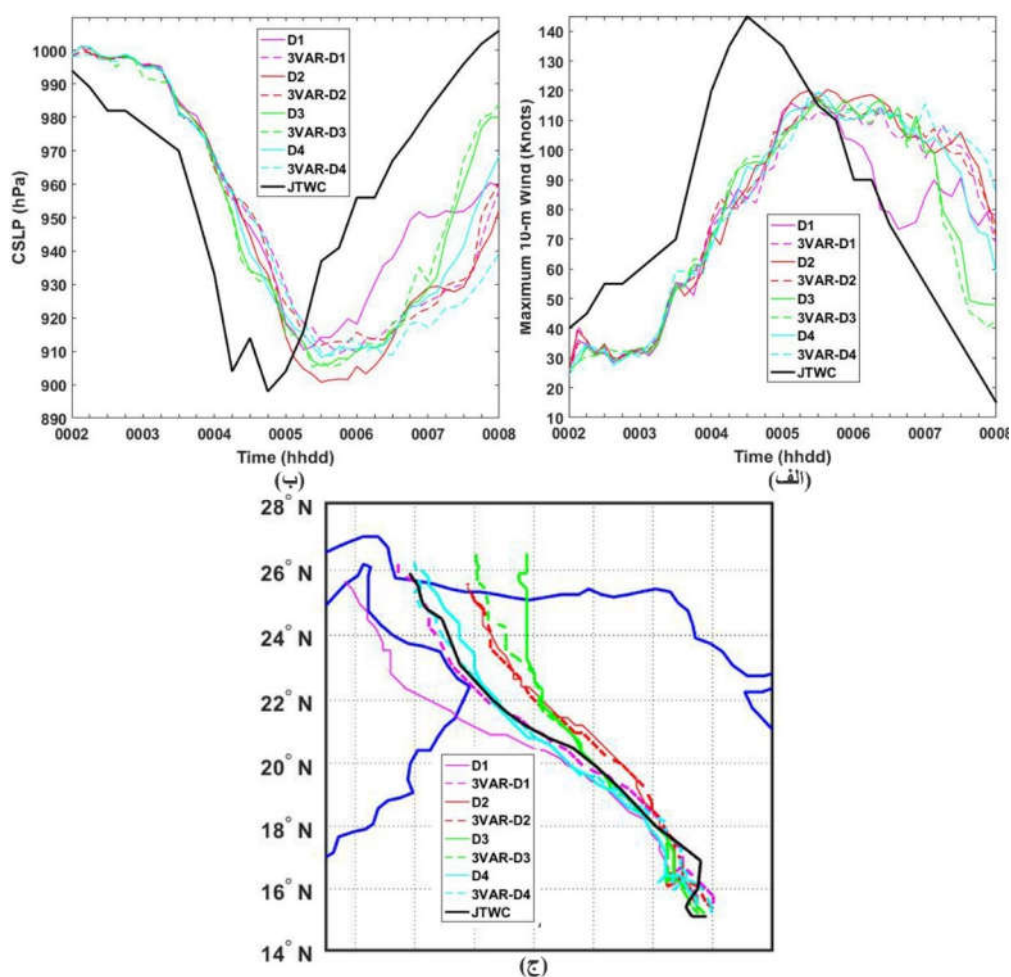 1000
990
980
970
960
950
940
930
920
910
900
890
CSLP (hPa)
D1
3VAR-D1
D2
3VAR-D2
D3
3VAR-D3
D4
3VAR-D4
JTWC
0002 0003 0004 0005 0006 0007 0008
Time (hhdd)
(ب)
140
130
120
110
100
90
80
70
60
50
40
30
20
10
Maximum 10-m Wind (Knots)
D1
3VAR-D1
D2
3VAR-D2
D3
3VAR-D3
D4
3VAR-D4
JTWC
0002 0003 0004 0005 0006 0007 0008
Time (hhdd)
(الف)
28° N
26° N
24° N
22° N
20° N
18° N
16° N
14° N
D1
3VAR-D1
D2
3VAR-D2
D3
3VAR-D3
D4
3VAR-D4
JTWC
(ج)